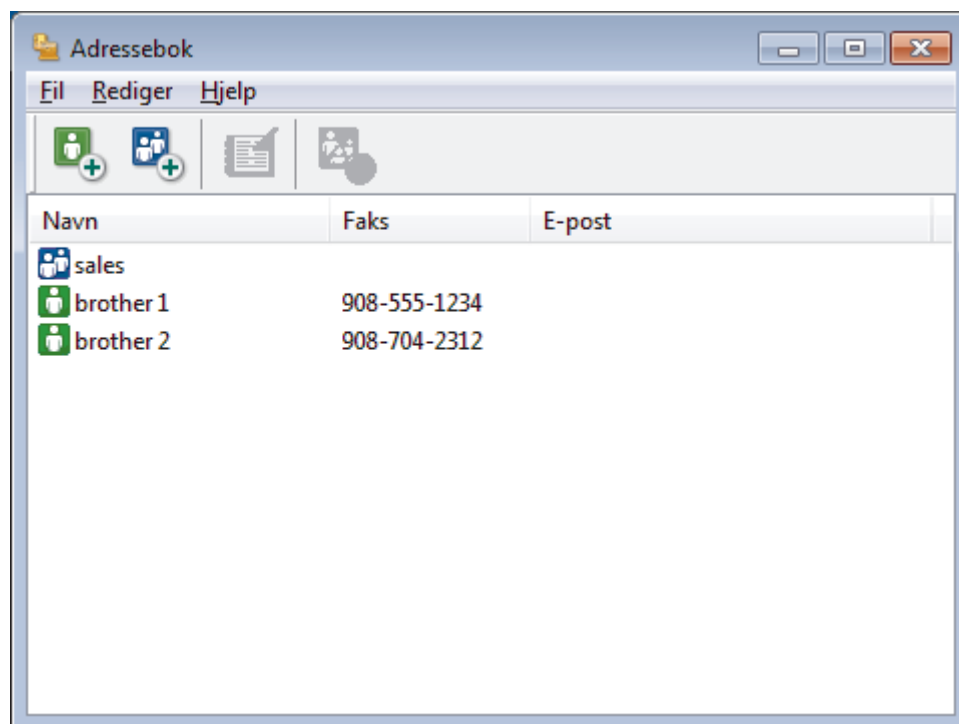 Adressebok
Fil Rediger Hjelp
Navn Faks E-post
sales
brother 1 908-555-1234
brother 2 908-704-2312